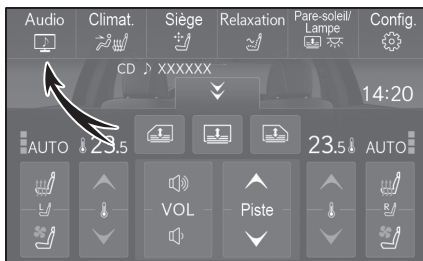 Audio Climat. Siège Relaxation Pare-soleil/ Lampe Config.
CD ♪ XXXXXX
14:20
AUTO 23.5 23.5 AUTO
L VOL Piste R